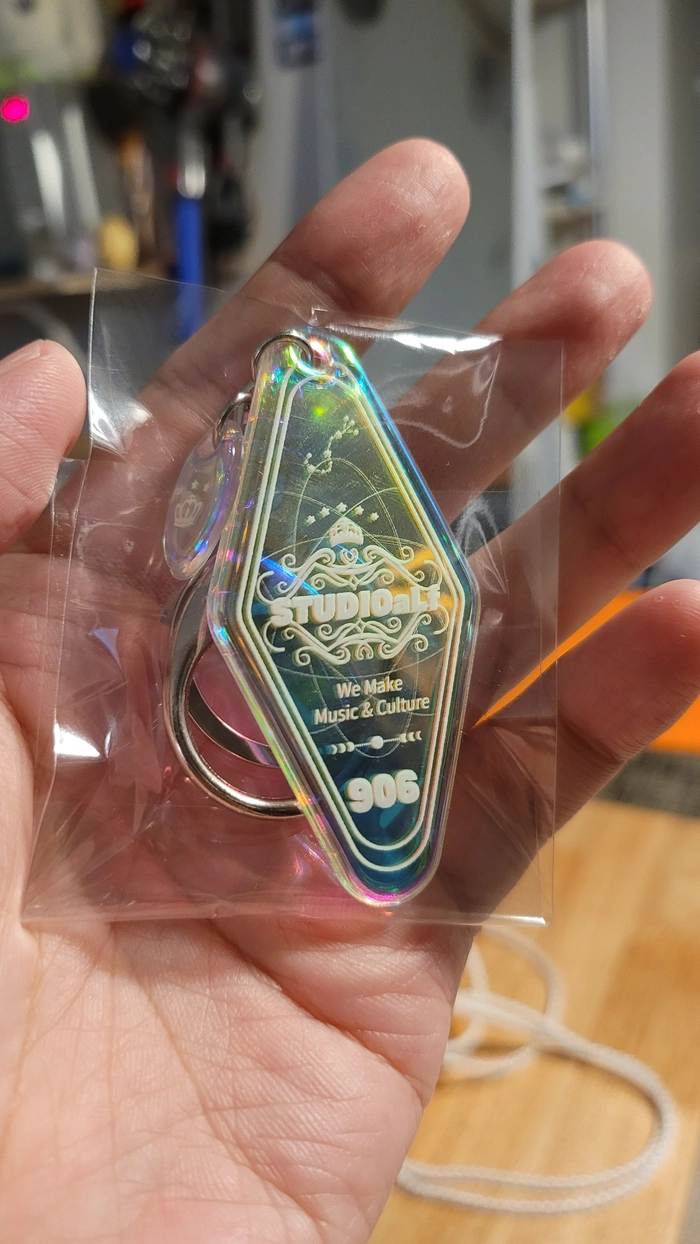 STUDIOaLf
We Make
Music & Culture
906